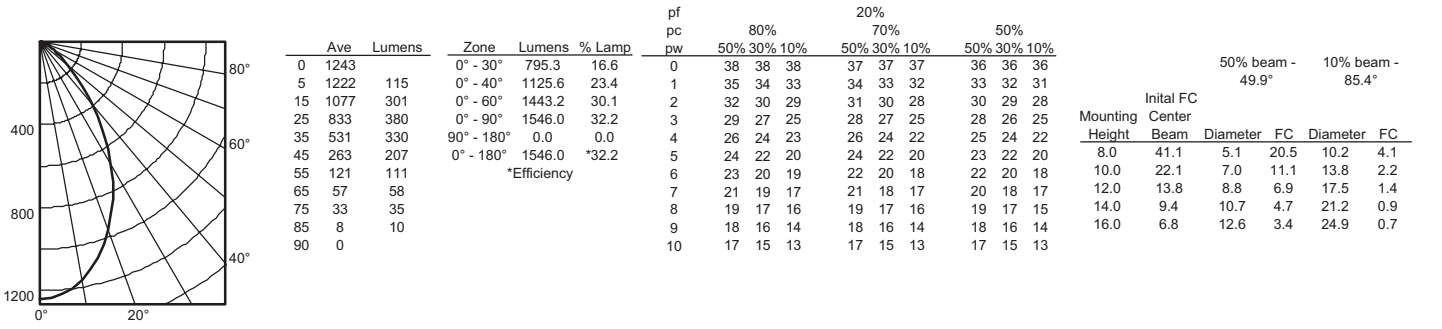 400
800
1200
0°
20°
40°
60°
80°
Ave Lumens
0 1243
5 1222 115
15 1077 301
25 833 380
35 531 330
45 263 207
55 121 111
65 57 58
75 33 35
85 8 10
90 0
Zone Lumens % Lamp
0° - 30° 795.3 16.6
0° - 40° 1125.6 23.4
0° - 60° 1443.2 30.1
0° - 90° 1546.0 32.2
90° - 180° 0.0 0.0
0° - 180° 1546.0 *32.2
*Efficiency
pf 20%
pc 80% 70% 50%
pw 50% 30% 10% 50% 30% 10% 50% 30% 10%
0 38 38 38 37 37 37 36 36 36
1 35 34 33 34 33 32 33 32 31
2 32 30 29 31 30 28 30 29 28
3 29 27 25 28 27 25 28 26 25
4 26 24 23 26 24 22 25 24 22
5 24 22 20 24 22 20 23 22 20
6 23 20 19 22 20 18 22 20 18
7 21 19 17 21 18 17 20 18 17
8 19 17 16 19 17 16 19 17 15
9 18 16 14 18 16 14 18 16 14
10 17 15 13 17 15 13 17 15 13
50% beam - 10% beam -
49.9° 85.4°
Inital FC
Mounting Center
Height Beam Diameter FC Diameter FC
8.0 41.1 5.1 20.5 10.2 4.1
10.0 22.1 7.0 11.1 13.8 2.2
12.0 13.8 8.8 6.9 17.5 1.4
14.0 9.4 10.7 4.7 21.2 0.9
16.0 6.8 12.6 3.4 24.9 0.7